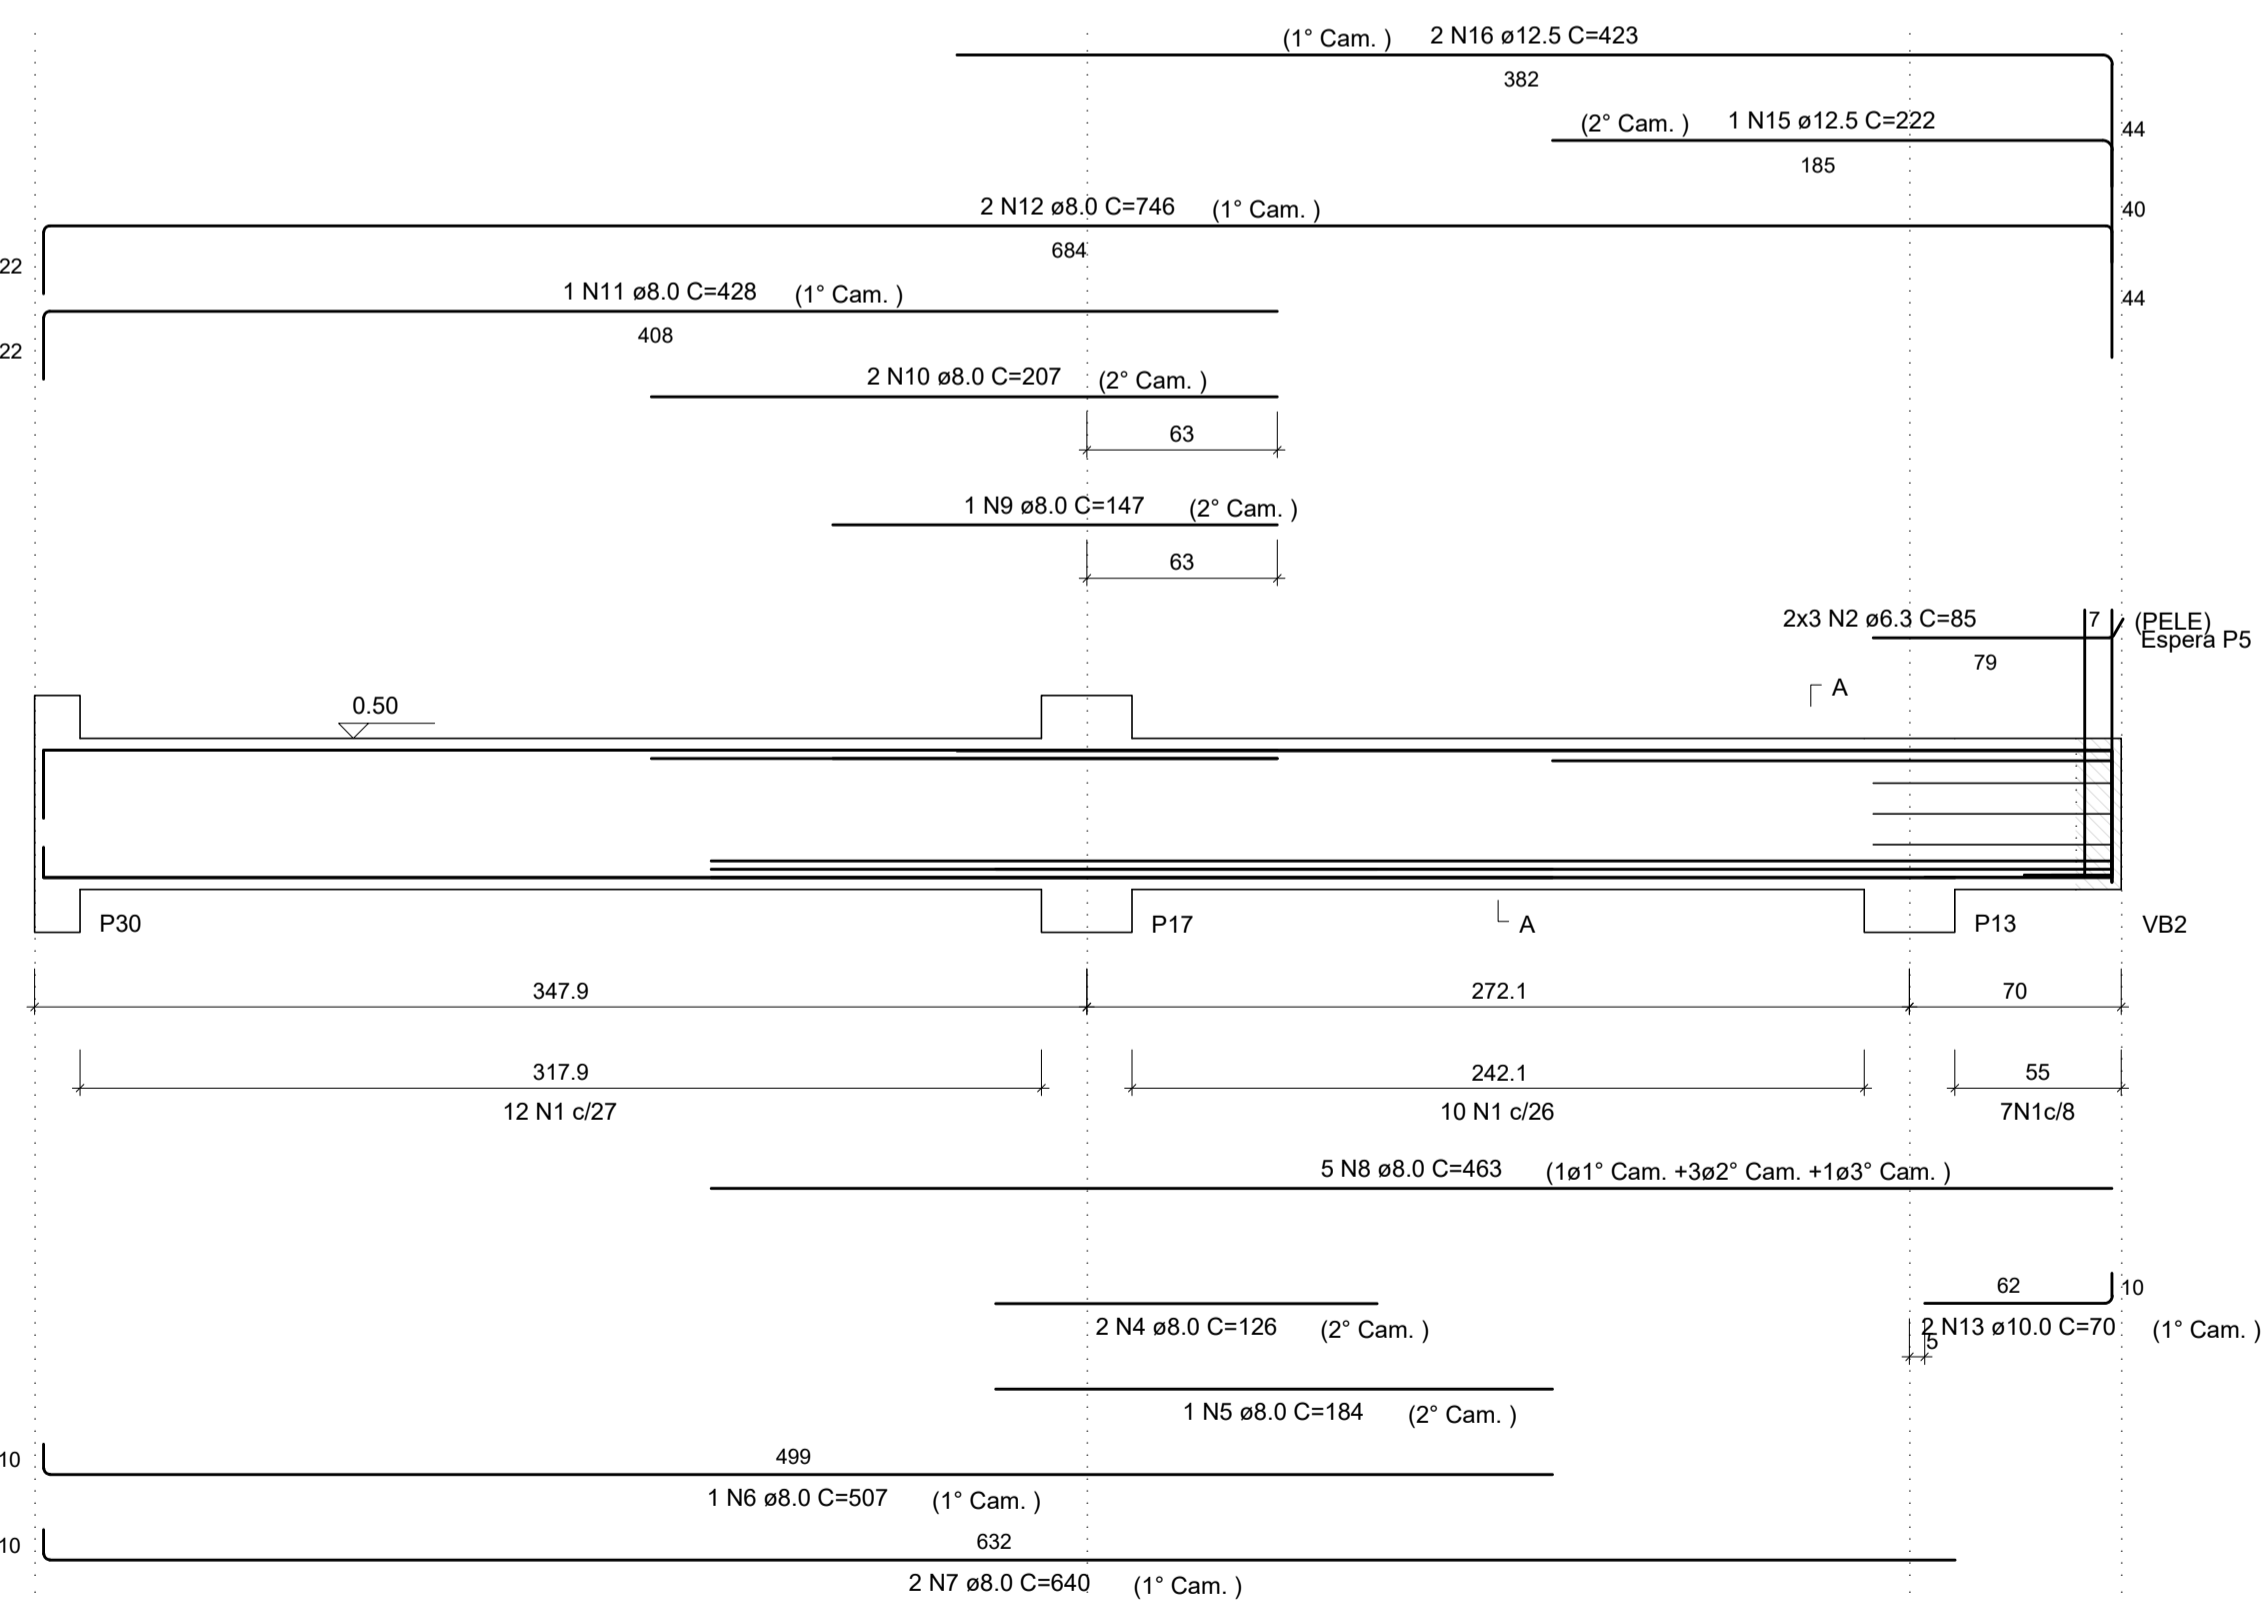 (1° Cam. ) 2 N16 ø12.5 C=423
382
(2° Cam. ) 1 N15 ø12.5 C=222
44
185
2 N12 ø8.0 C=746 (1° Cam. )
40
684
22
1 N11 ø8.0 C=428 (1° Cam. )
44
408
22
2 N10 ø8.0 C=207 (2° Cam. )
63
1 N9 ø8.0 C=147 (2° Cam. )
63
2x3 N2 ø6.3 C=85 7 (PELE)
Espera P5
79
A
0.50
P30 P17 A P13 VB2
347.9 272.1 70
317.9 242.1 55
12 N1 c/27 10 N1 c/26 7N1c/8
5 N8 ø8.0 C=463 (1ø1° Cam. +3ø2° Cam. +1ø3° Cam. )
62 10
2 N4 ø8.0 C=126 (2° Cam. ) 2 N13 ø10.0 C=70 (1° Cam. )
5
1 N5 ø8.0 C=184 (2° Cam. )
10 499
1 N6 ø8.0 C=507 (1° Cam. )
10 632
2 N7 ø8.0 C=640 (1° Cam. )